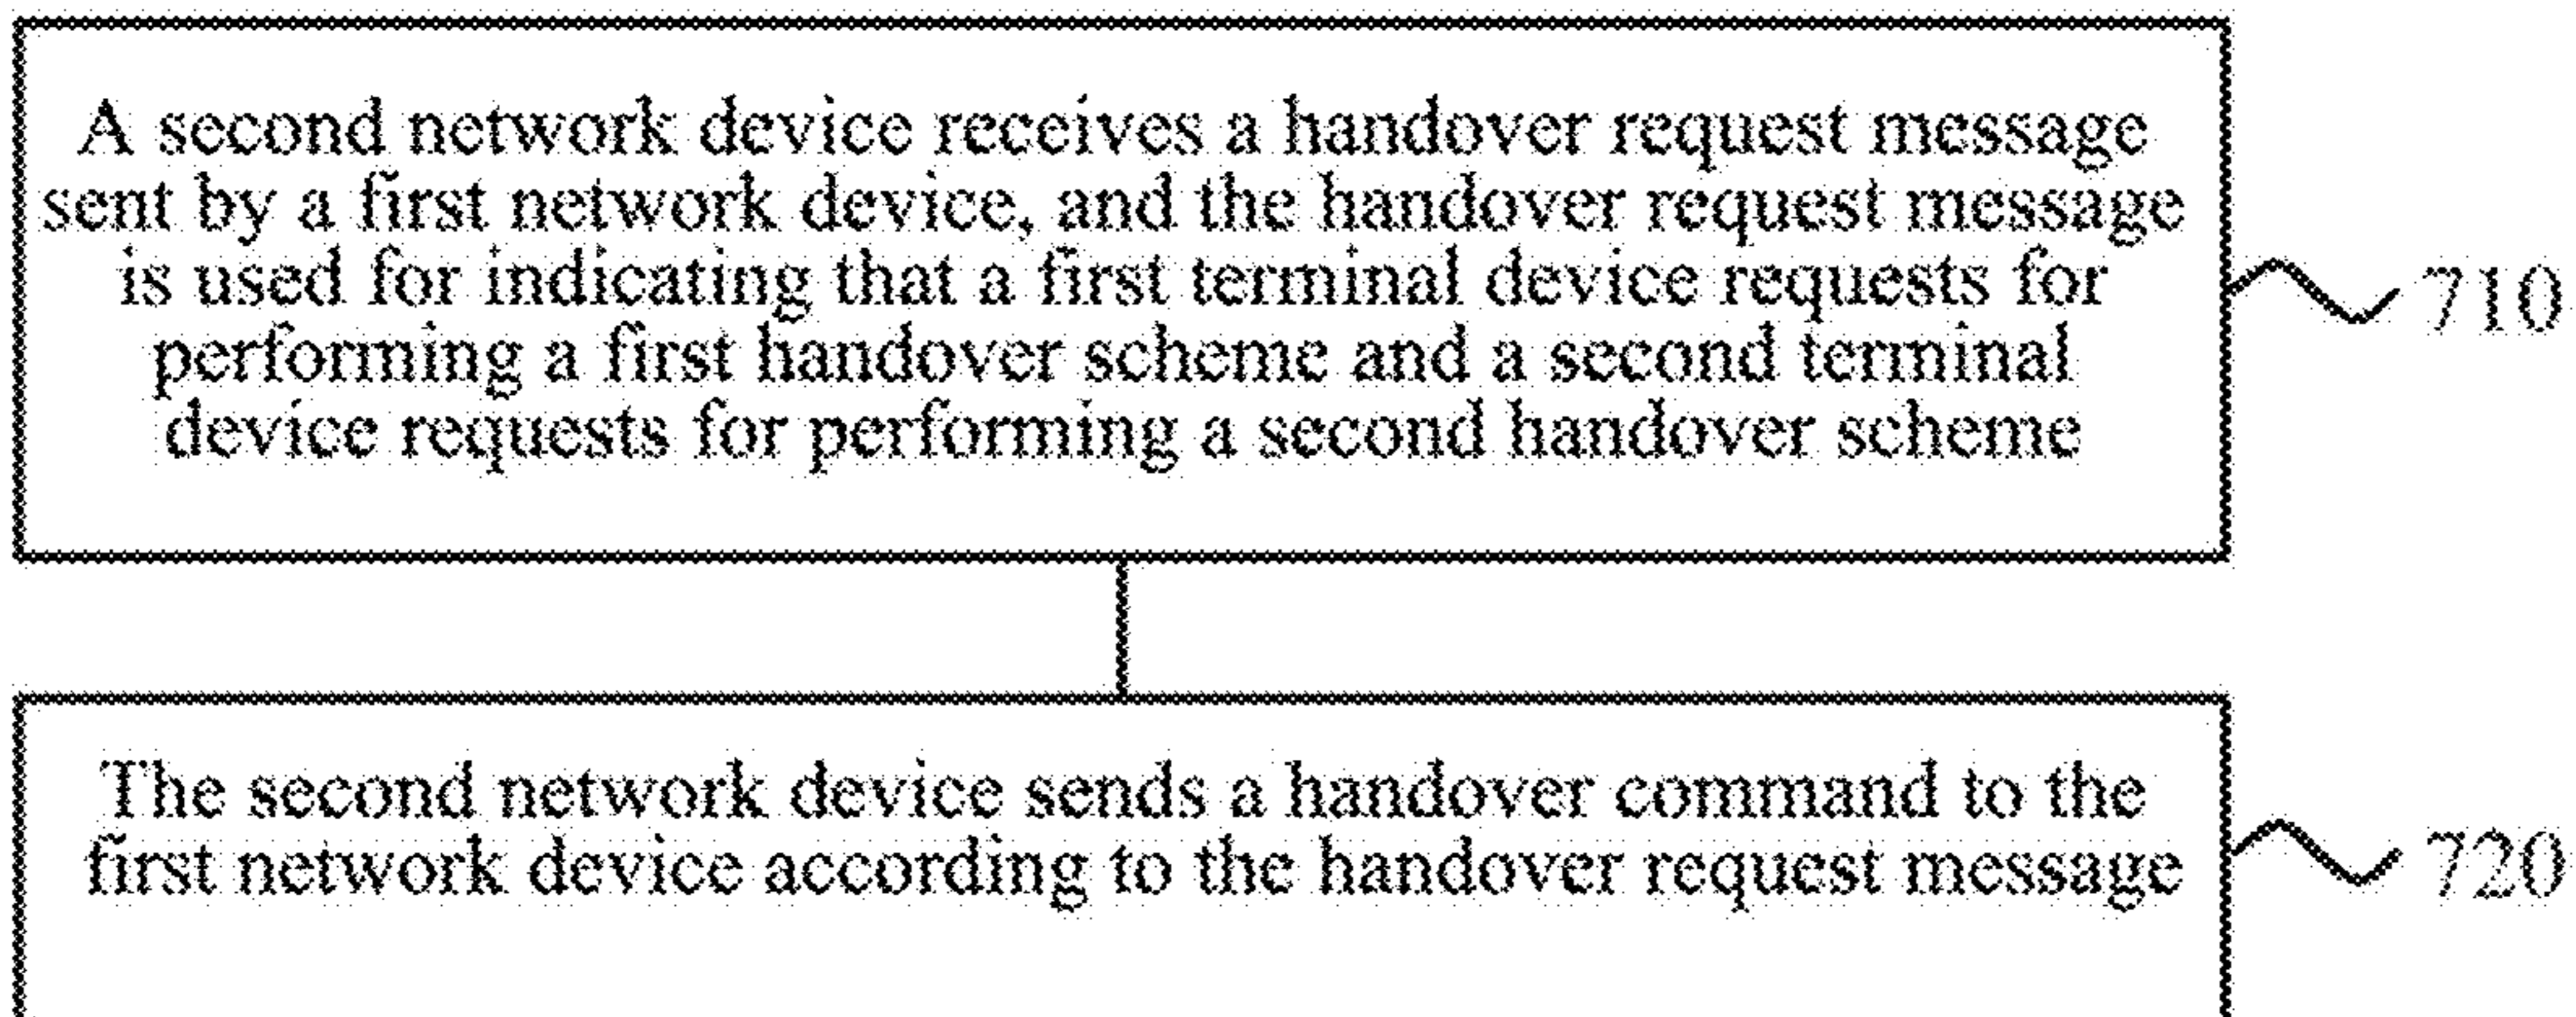 A second network device receives a handover request message
sent by a first network device, and the handover request message
is used for indicating that a first terminal device requests for
performing a first handover scheme and a second terminal
device requests for performing a second handover scheme
710
The second network device sends a handover command to the
first network device according to the handover request message
720